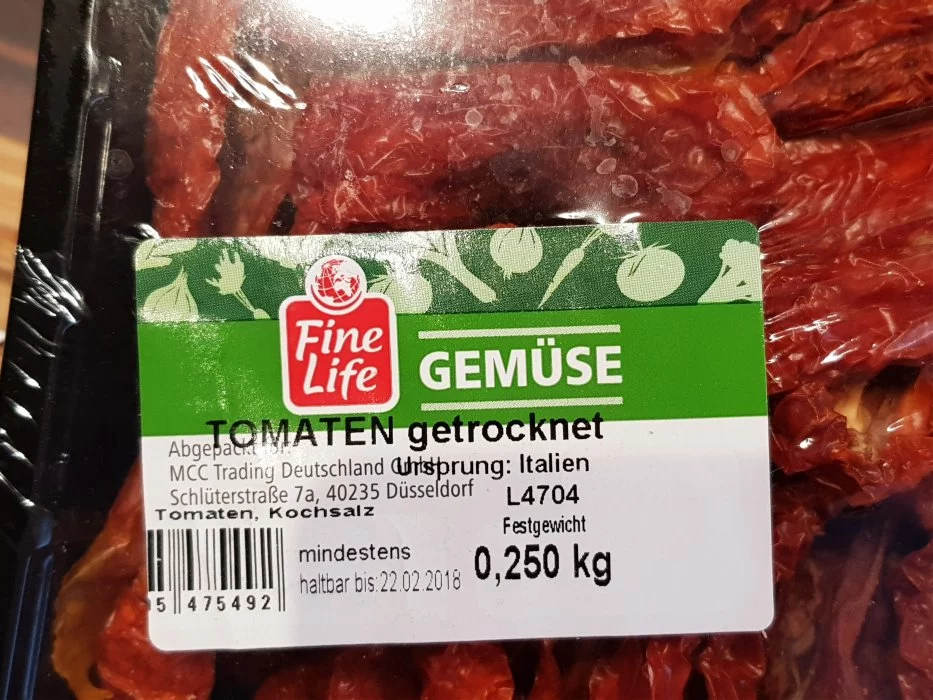 Fine
Life
GEMÜSE
TOMATEN getrocknet
Abgepackt für:
MCC Trading Deutschland GmbH
Ursprung: Italien
Schlüterstraße 7a, 40235 Düsseldorf
L4704
Tomaten, Kochsalz
Festgewicht
mindestens
haltbar bis: 22.02.2018
0,250 kg
5 475492